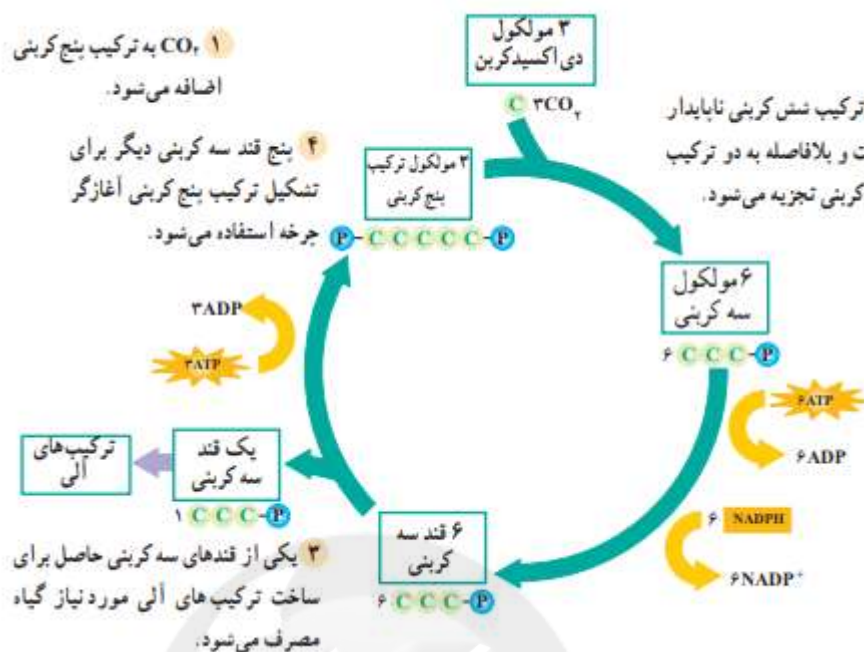 ۳ مولکول
دی‌اکسیدکربن
C ۳CO۲
۱ CO۲ به ترکیب پنج‌کربنی
اضافه می‌شود.
ترکیب شش کربنی ناپایدار
ت و بلافاصله به دو ترکیب
کربنی تجزیه می‌شود.
۴ پنج قند سه کربنی دیگر برای
تشکیل ترکیب پنج کربنی آغازگر
چرخه استفاده می‌شود.
۳ مولکول ترکیب
پنج‌کربنی
P-C C C C C-P
۶ مولکول
سه کربنی
۶ C C C-P
۳ADP
۳ATP
۶ATP
۶ADP
۶ NADPH
۶NADP⁺
ترکیب‌های
آلی
یک قند
سه کربنی
۱ C C C-P
۶ قند سه
کربنی
۶ C C C-P
۳ یکی از قندهای سه کربنی حاصل برای
ساخت ترکیب‌های آلی مورد نیاز گیاه
مصرف می‌شود.